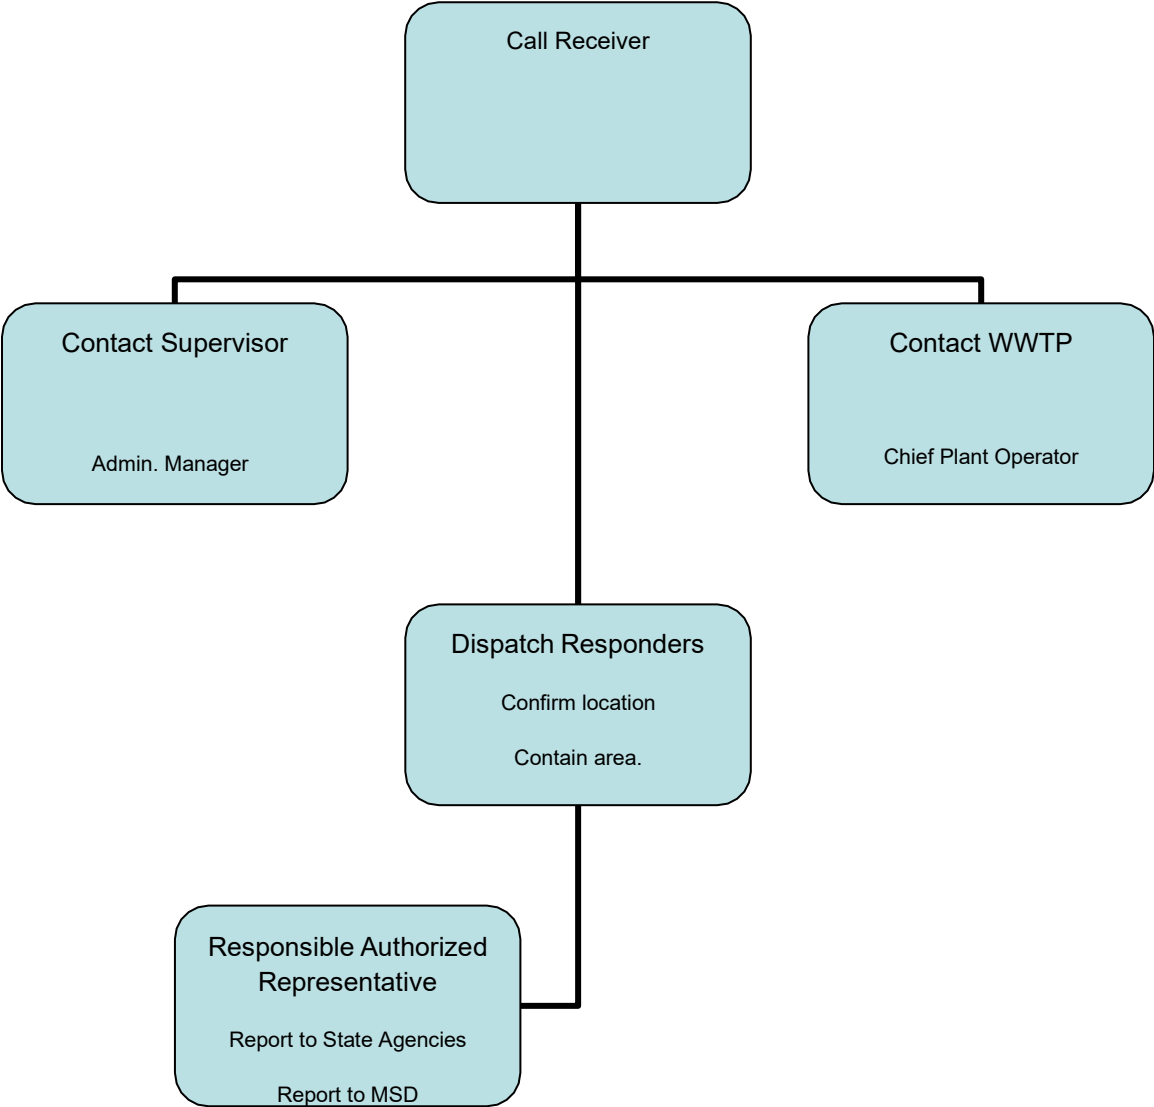 Call Receiver
Contact Supervisor
Admin. Manager
Contact WWTP
Chief Plant Operator
Dispatch Responders
Confirm location
Contain area.
Responsible Authorized
Representative
Report to State Agencies
Report to MSD